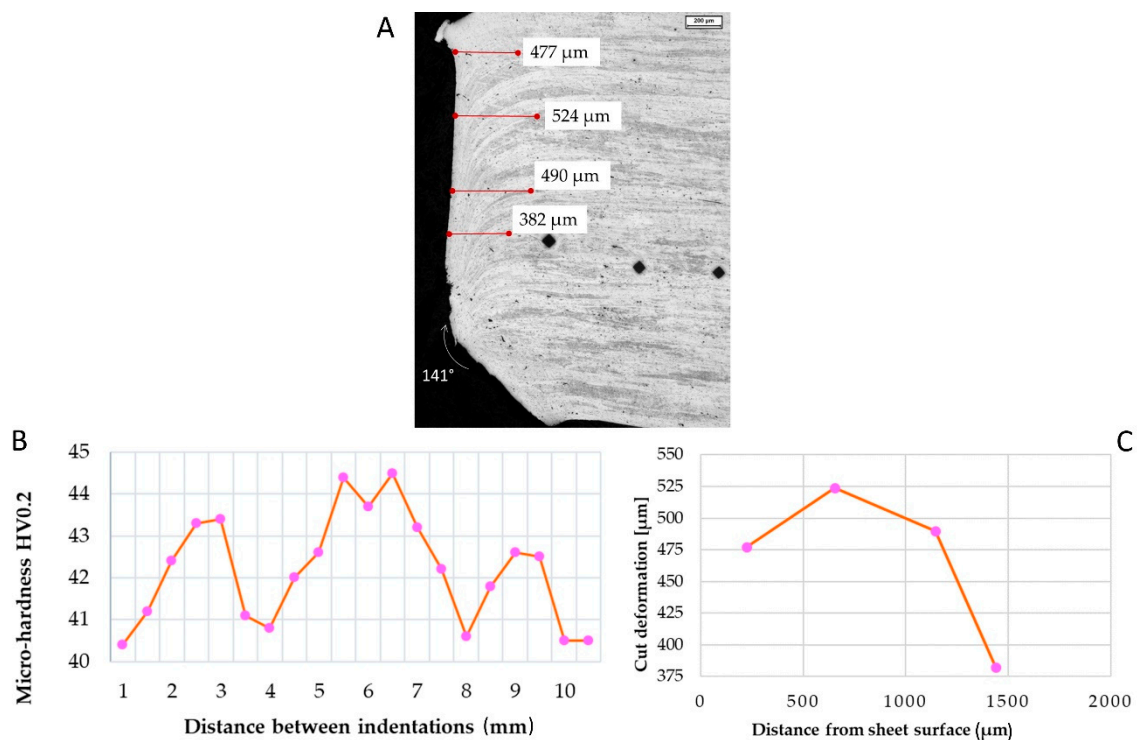 A
200 µm
477 µm
524 µm
490 µm
382 µm
141°
B
C
45
44
43
42
41
40
Micro-hardness HV0.2
1 2 3 4 5 6 7 8 9 10
Distance between indentations (mm)
550
525
500
475
450
425
400
375
Cut deformation [µm]
0 500 1000 1500 2000
Distance from sheet surface (µm)